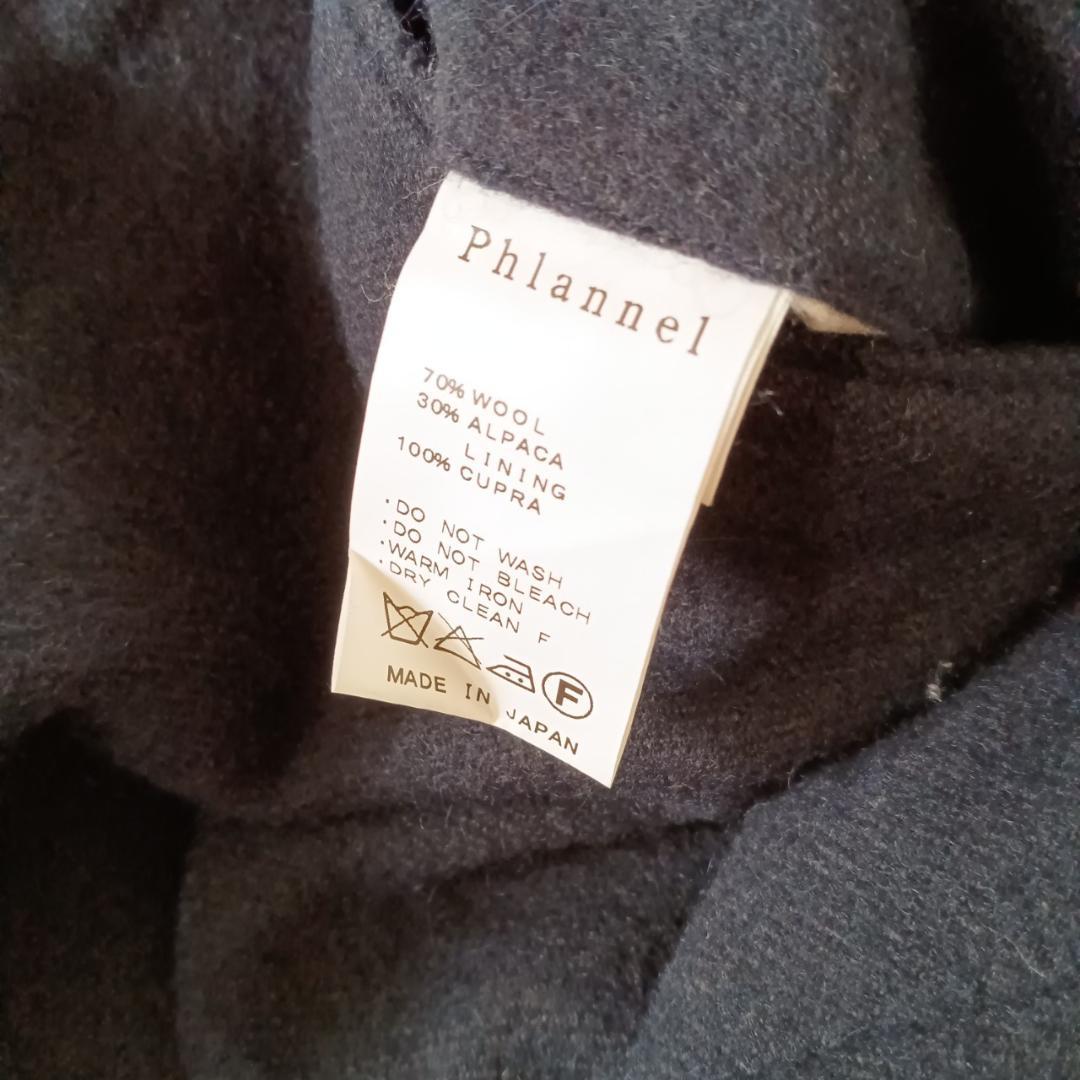 Phlannel
70% WOOL
30% ALPACA
LINING
100% CUPRA
・DO NOT WASH
・DO NOT BLEACH
・WARM IRON
・DRY CLEAN F
F
MADE IN JAPAN